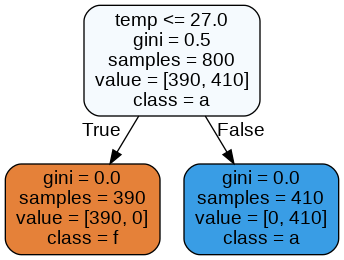 temp <= 27.0
gini = 0.5
samples = 800
value = [390, 410]
class = a
True
False
gini = 0.0
samples = 390
value = [390, 0]
class = f
gini = 0.0
samples = 410
value = [0, 410]
class = a